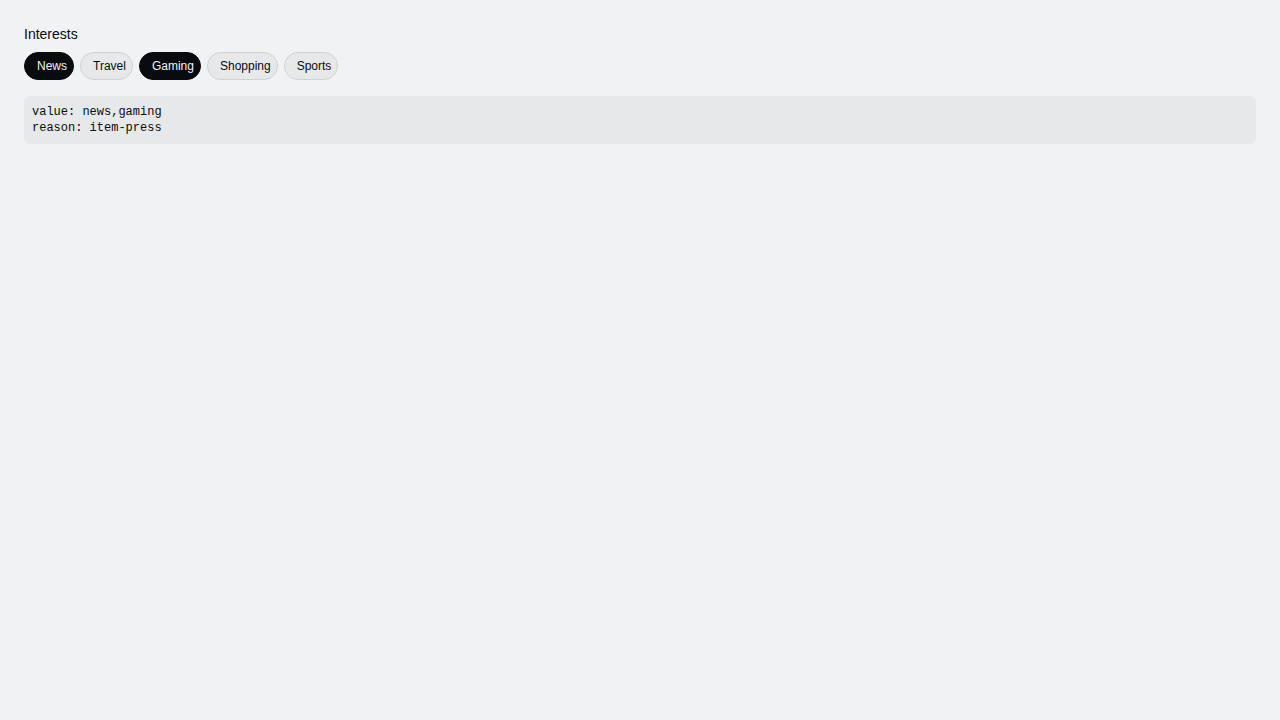 Interests
News Travel Gaming Shopping Sports
value: news,gaming
reason: item-press